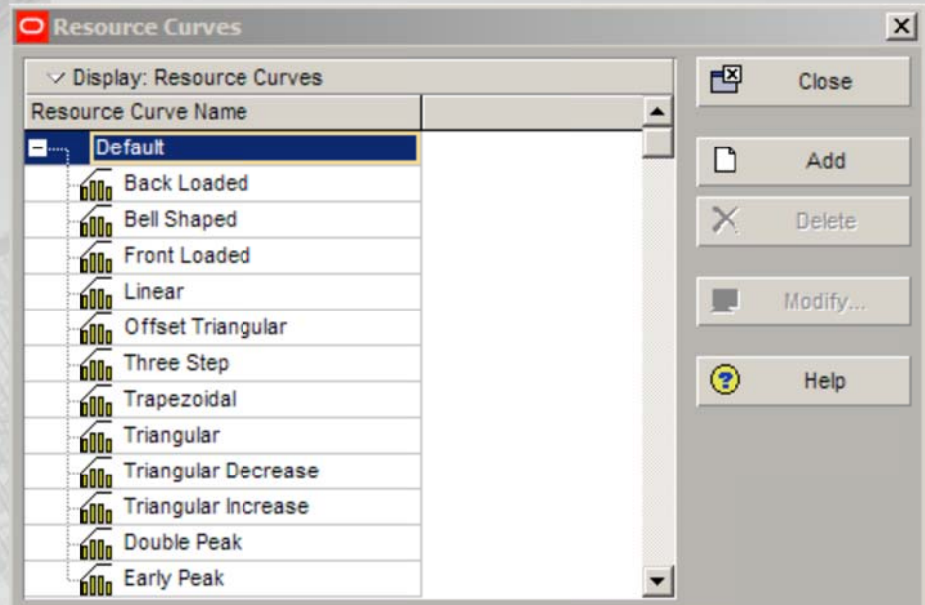 Resource Curves
Display: Resource Curves
Resource Curve Name
Default
Back Loaded
Bell Shaped
Front Loaded
Linear
Offset Triangular
Three Step
Trapezoidal
Triangular
Triangular Decrease
Triangular Increase
Double Peak
Early Peak
Close
Add
Delete
Modify...
Help